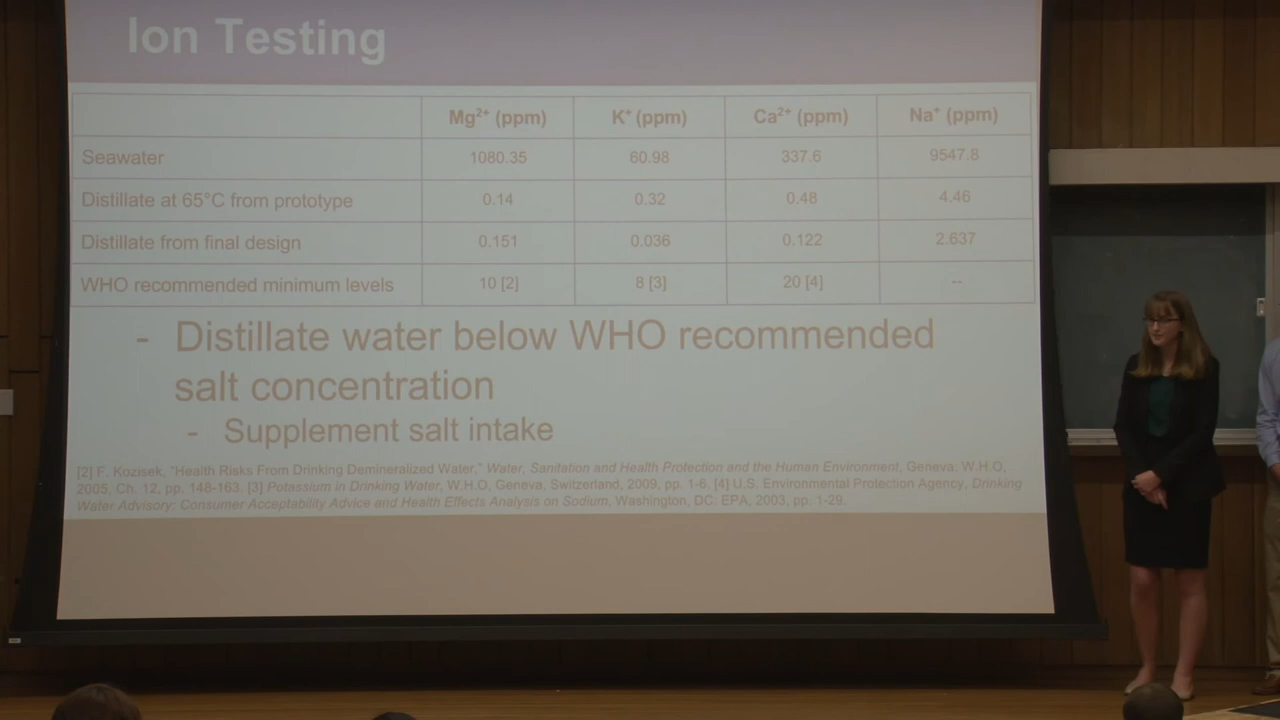 Ion Testing
Mg²⁺ (ppm) K⁺ (ppm) Ca²⁺ (ppm) Na⁺ (ppm)
Seawater 1080.35 60.98 337.6 9547.8
Distillate at 65°C from prototype 0.14 0.32 0.48 4.46
Distillate from final design 0.151 0.036 0.122 2.637
WHO recommended minimum levels 10 [2] 8 [3] 20 [4] --
- Distillate water below WHO recommended
salt concentration
- Supplement salt intake
[2] F. Kozisek, "Health Risks From Drinking Demineralized Water," Water, Sanitation and Health Protection and the Human Environment, Geneva: W.H.O,
2005, Ch. 12, pp. 148-163. [3] Potassium in Drinking Water, W.H.O, Geneva, Switzerland, 2009, pp. 1-6. [4] U.S. Environmental Protection Agency, Drinking
Water Advisory: Consumer Acceptability Advice and Health Effects Analysis on Sodium, Washington, DC: EPA, 2003, pp. 1-29.